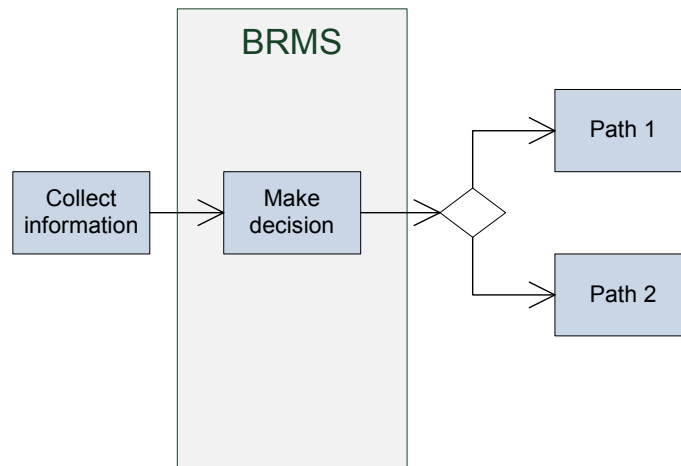 BRMS
Collect
information
Make
decision
Path 1
Path 2